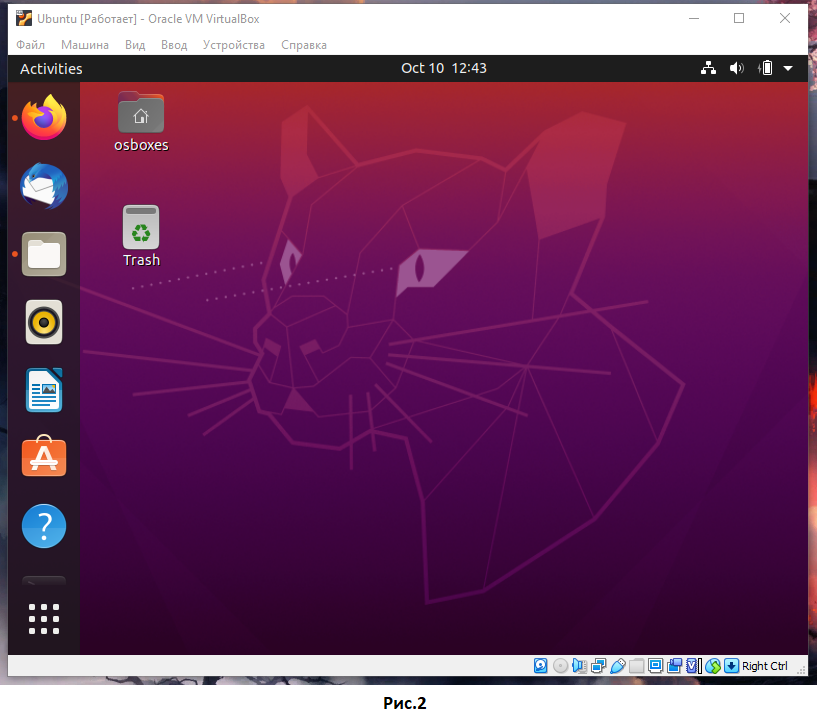 Ubuntu [Работает] - Oracle VM VirtualBox
Файл Машина Вид Ввод Устройства Справка
Activities Oct 10 12:43
osboxes
Trash
Right Ctrl
Рис.2